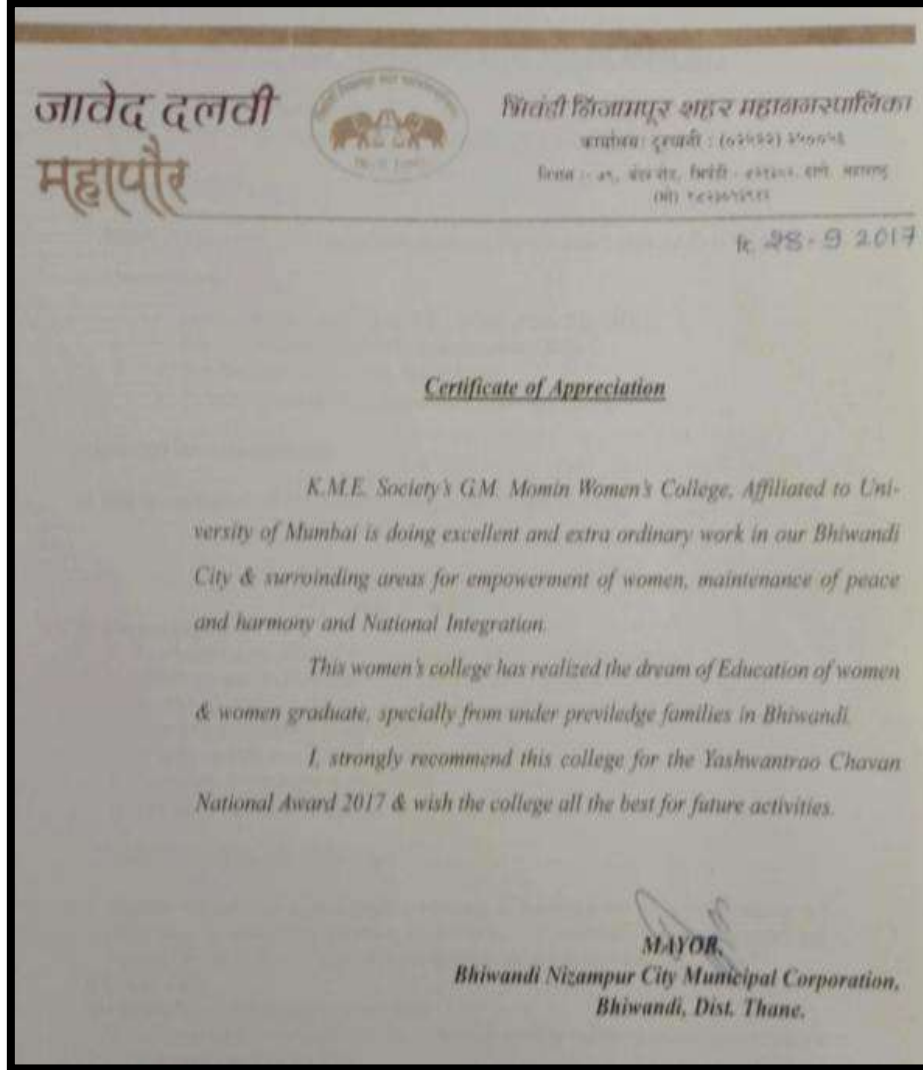 जावेद दलवी
महापौर
भिवंदी निजामपूर शहर महानगरपालिका
कार्यालय : दुरध्वनी :
दि. 28-9 2017
Certificate of Appreciation
K.M.E. Society's G.M. Momin Women's College, Affiliated to Uni-
versity of Mumbai is doing excellent and extra ordinary work in our Bhiwandi
City & surroinding areas for empowerment of women, maintenance of peace
and harmony and National Integration.
This women's college has realized the dream of Education of women
& women graduate, specially from under previledge families in Bhiwandi.
I, strongly recommend this college for the Yashwantrao Chavan
National Award 2017 & wish the college all the best for future activities.
MAYOR,
Bhiwandi Nizampur City Municipal Corporation,
Bhiwandi, Dist. Thane.